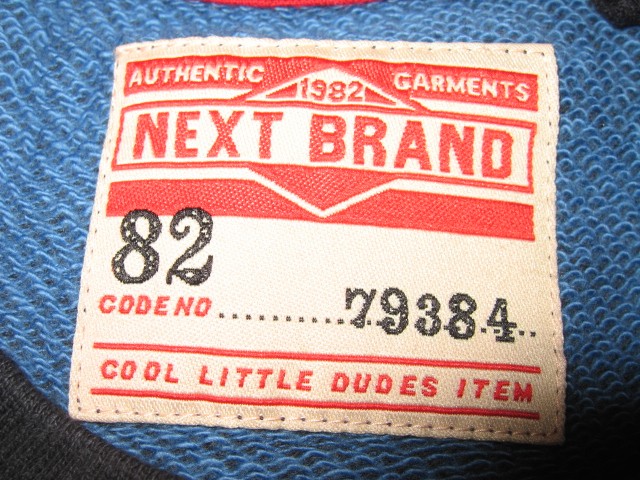 AUTHENTIC 1982 GARMENTS
NEXT BRAND
82
CODE NO ........ 79384..
COOL LITTLE DUDES ITEM